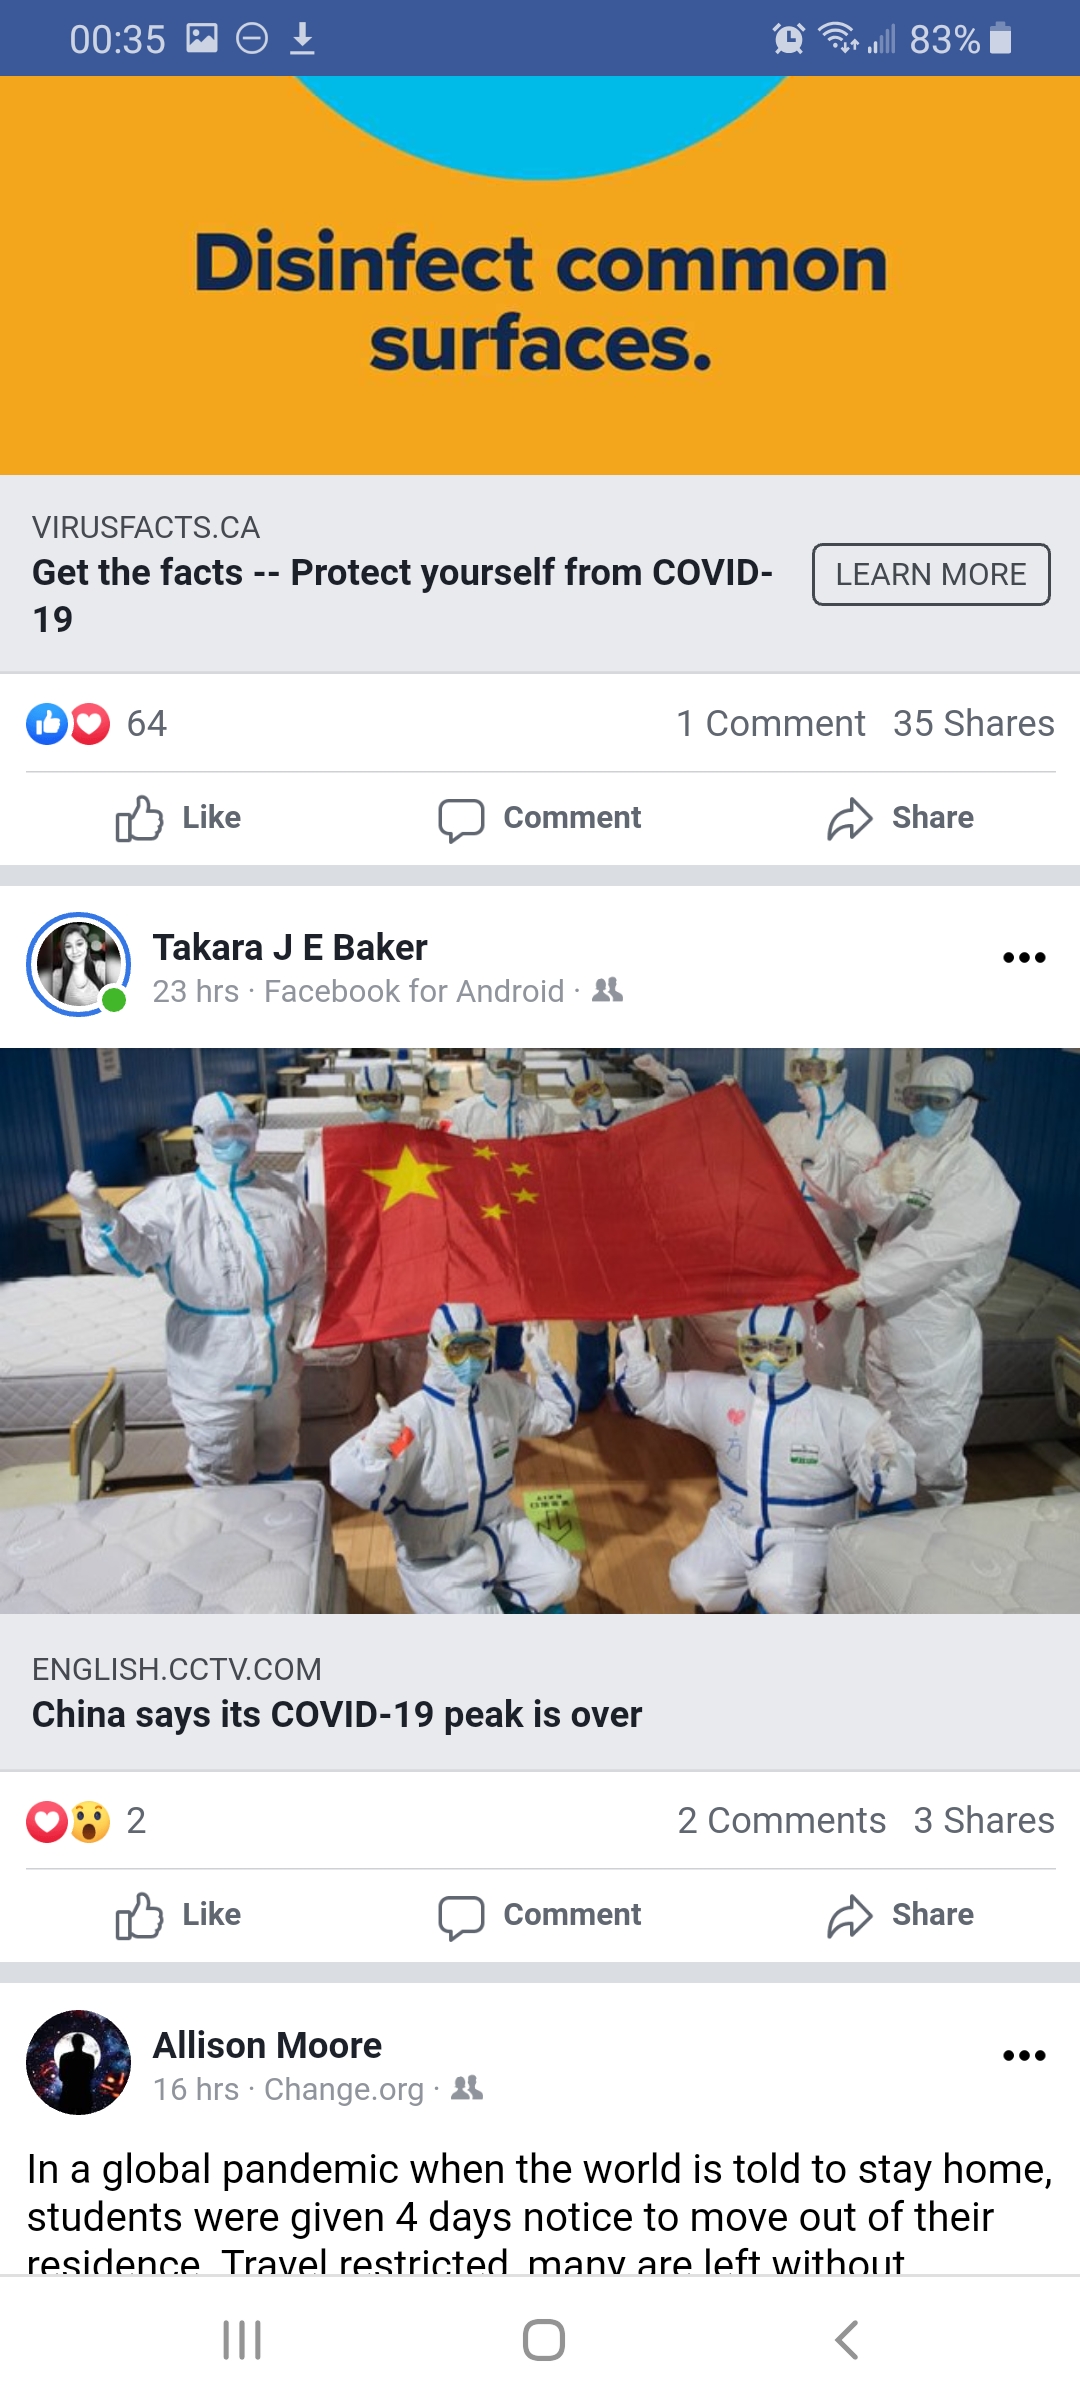 00:35
83%
Disinfect common
surfaces.
VIRUSFACTS.CA
Get the facts -- Protect yourself from COVID-
19
LEARN MORE
64
1 Comment 35 Shares
Like Comment Share
Takara J E Baker
23 hrs · Facebook for Android ·
ENGLISH.CCTV.COM
China says its COVID-19 peak is over
2
2 Comments 3 Shares
Like Comment Share
Allison Moore
16 hrs · Change.org ·
In a global pandemic when the world is told to stay home,
students were given 4 days notice to move out of their
residence. Travel restricted, many are left without